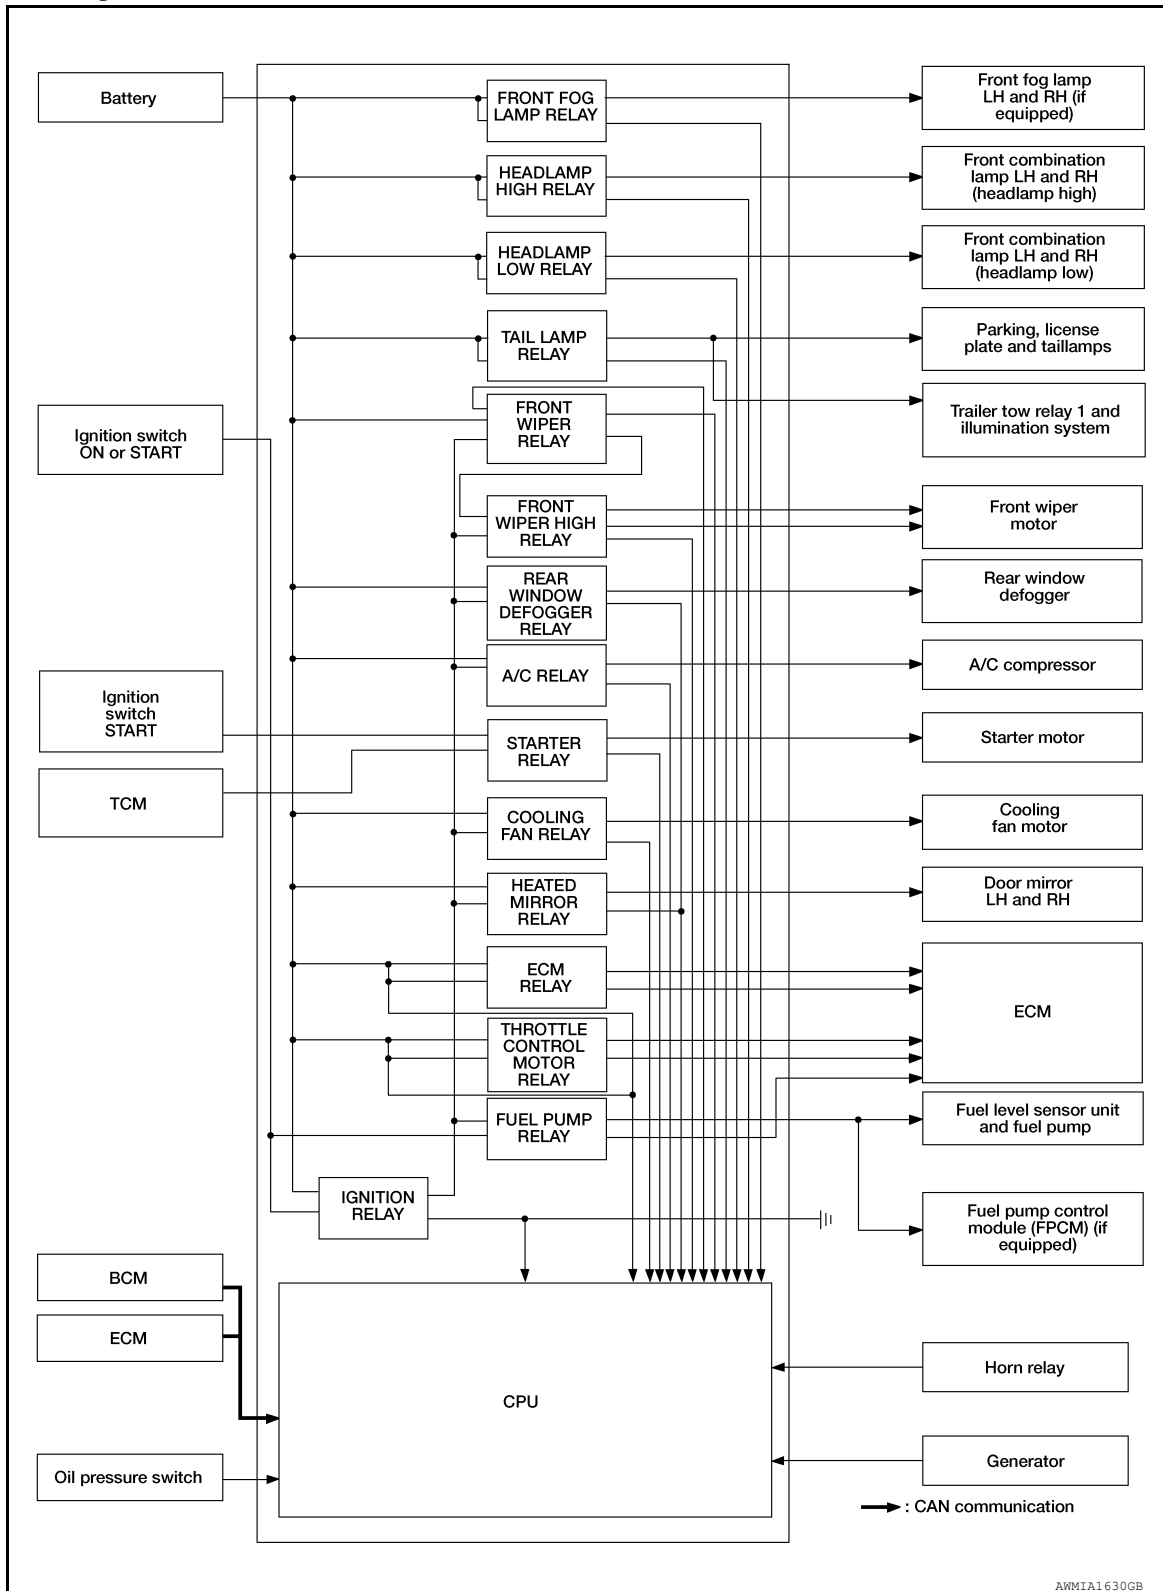 Battery
FRONT FOG
LAMP RELAY
Front fog lamp
LH and RH (if
equipped)
HEADLAMP
HIGH RELAY
Front combination
lamp LH and RH
(headlamp high)
HEADLAMP
LOW RELAY
Front combination
lamp LH and RH
(headlamp low)
TAIL LAMP
RELAY
Parking, license
plate and taillamps
Ignition switch
ON or START
FRONT
WIPER
RELAY
Trailer tow relay 1 and
illumination system
FRONT
WIPER HIGH
RELAY
Front wiper
motor
REAR
WINDOW
DEFOGGER
RELAY
Rear window
defogger
A/C RELAY
A/C compressor
Ignition
switch
START
STARTER
RELAY
Starter motor
TCM
COOLING
FAN RELAY
Cooling
fan motor
HEATED
MIRROR
RELAY
Door mirror
LH and RH
ECM
RELAY
ECM
THROTTLE
CONTROL
MOTOR
RELAY
FUEL PUMP
RELAY
Fuel level sensor unit
and fuel pump
IGNITION
RELAY
Fuel pump control
module (FPCM) (if
equipped)
BCM
ECM
CPU
Horn relay
Oil pressure switch
Generator
: CAN communication
AWMIA1630GB